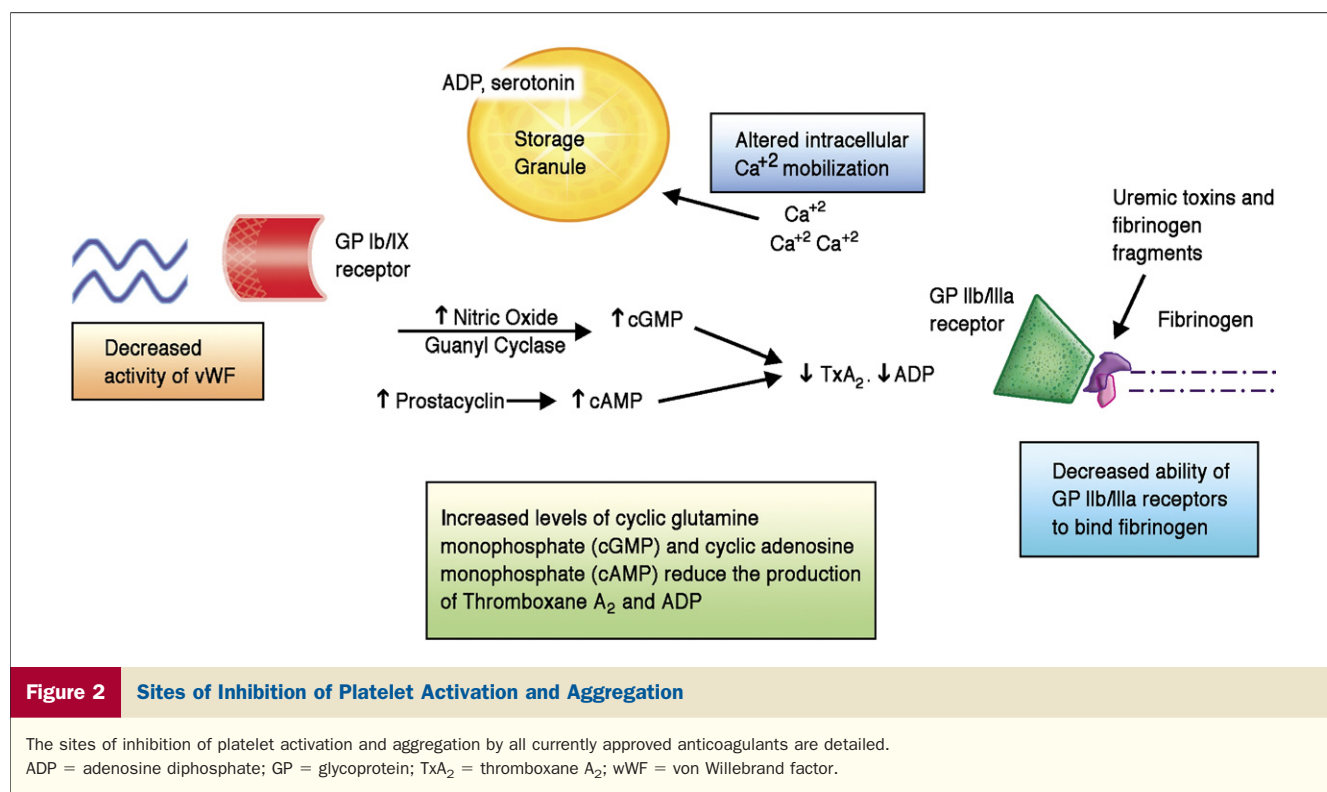 ADP, serotonin
Storage
Granule
Altered intracellular
Ca+2 mobilization
Ca+2
Ca+2 Ca+2
Uremic toxins and
fibrinogen
fragments
GP Ib/IX
receptor
GP IIb/IIIa
receptor
Fibrinogen
Decreased
activity of vWF
↑ Nitric Oxide
Guanyl Cyclase
↑ cGMP
↓ TxA2. ↓ ADP
↑ Prostacyclin
↑ cAMP
Decreased ability of
GP IIb/IIIa receptors
to bind fibrinogen
Increased levels of cyclic glutamine
monophosphate (cGMP) and cyclic adenosine
monophosphate (cAMP) reduce the production
of Thromboxane A2 and ADP
Figure 2 Sites of Inhibition of Platelet Activation and Aggregation
The sites of inhibition of platelet activation and aggregation by all currently approved anticoagulants are detailed.
ADP = adenosine diphosphate; GP = glycoprotein; TxA2 = thromboxane A2; wWF = von Willebrand factor.